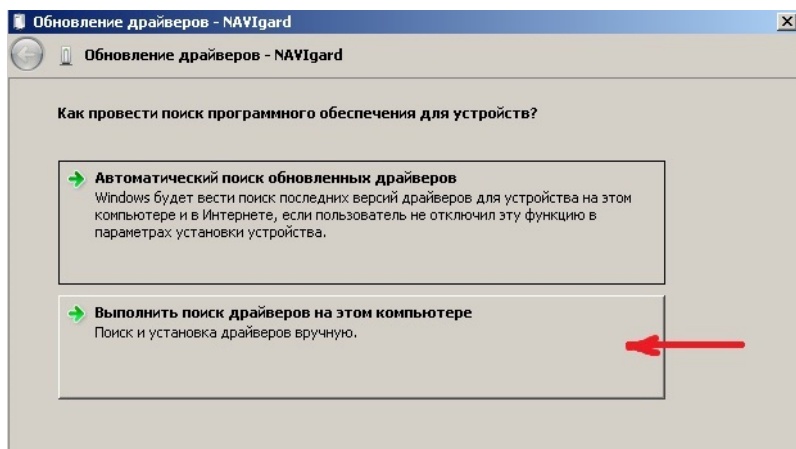 Обновление драйверов - NAVIgard
Обновление драйверов - NAVIgard
Как провести поиск программного обеспечения для устройств?
Автоматический поиск обновленных драйверов
Windows будет вести поиск последних версий драйверов для устройства на этом
компьютере и в Интернете, если пользователь не отключил эту функцию в
параметрах установки устройства.
Выполнить поиск драйверов на этом компьютере
Поиск и установка драйверов вручную.